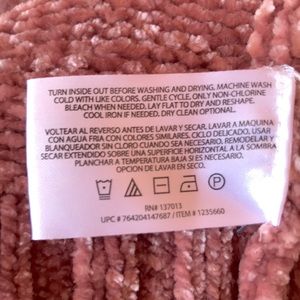 TURN INSIDE OUT BEFORE WASHING AND DRYING. MACHINE WASH
COLD WITH LIKE COLORS. GENTLE CYCLE. ONLY NON-CHLORINE
BLEACH WHEN NEEDED. LAY FLAT TO DRY AND RESHAPE.
COOL IRON IF NEEDED. DRY CLEAN OPTIONAL.
VOLTEAR AL REVERSO ANTES DE LAVAR Y SECAR. LAVAR A MAQUINA
CON AGUA FRIA CON COLORES SIMILARES. CICLO DELICADO. USAR
BLANQUEADOR SIN CLORO CUANDO SEA NECESARIO. REMODELAR Y
SECAR EXTENDIDO SOBRE UNA SUPERFICIE HORIZONTAL A LA SOMBRA
PLANCHAR A TEMPERATURA BAJA SI ES NECESARIO.
OPCION DE LAVAR EN SECO.
RN# 137013
UPC # 764204147687 / ITEM # 1235660